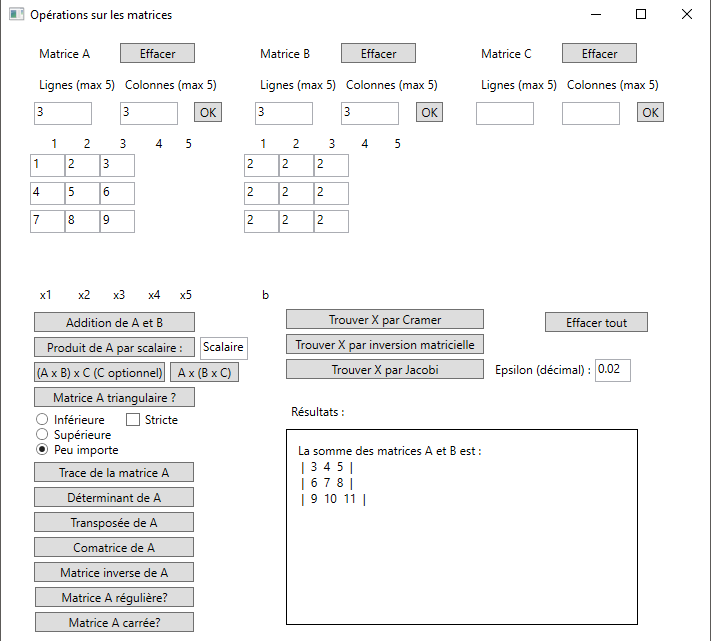 Opérations sur les matrices
Matrice A Effacer Matrice B Effacer Matrice C Effacer
Lignes (max 5) Colonnes (max 5) Lignes (max 5) Colonnes (max 5) Lignes (max 5) Colonnes (max 5)
3 3 OK 3 3 OK OK
1 2 3 4 5 1 2 3 4 5
1 2 3 2 2 2
4 5 6 2 2 2
7 8 9 2 2 2
x1 x2 x3 x4 x5 b
Addition de A et B Trouver X par Cramer Effacer tout
Produit de A par scalaire : Scalaire Trouver X par inversion matricielle
(A x B) x C (C optionnel) A x (B x C) Trouver X par Jacobi Epsilon (décimal) : 0.02
Matrice A triangulaire ?
Inférieure Stricte Résultats :
Supérieure
Peu importe La somme des matrices A et B est :
| 3 4 5 |
Trace de la matrice A | 6 7 8 |
Déterminant de A | 9 10 11 |
Transposée de A
Comatrice de A
Matrice inverse de A
Matrice A régulière?
Matrice A carrée?